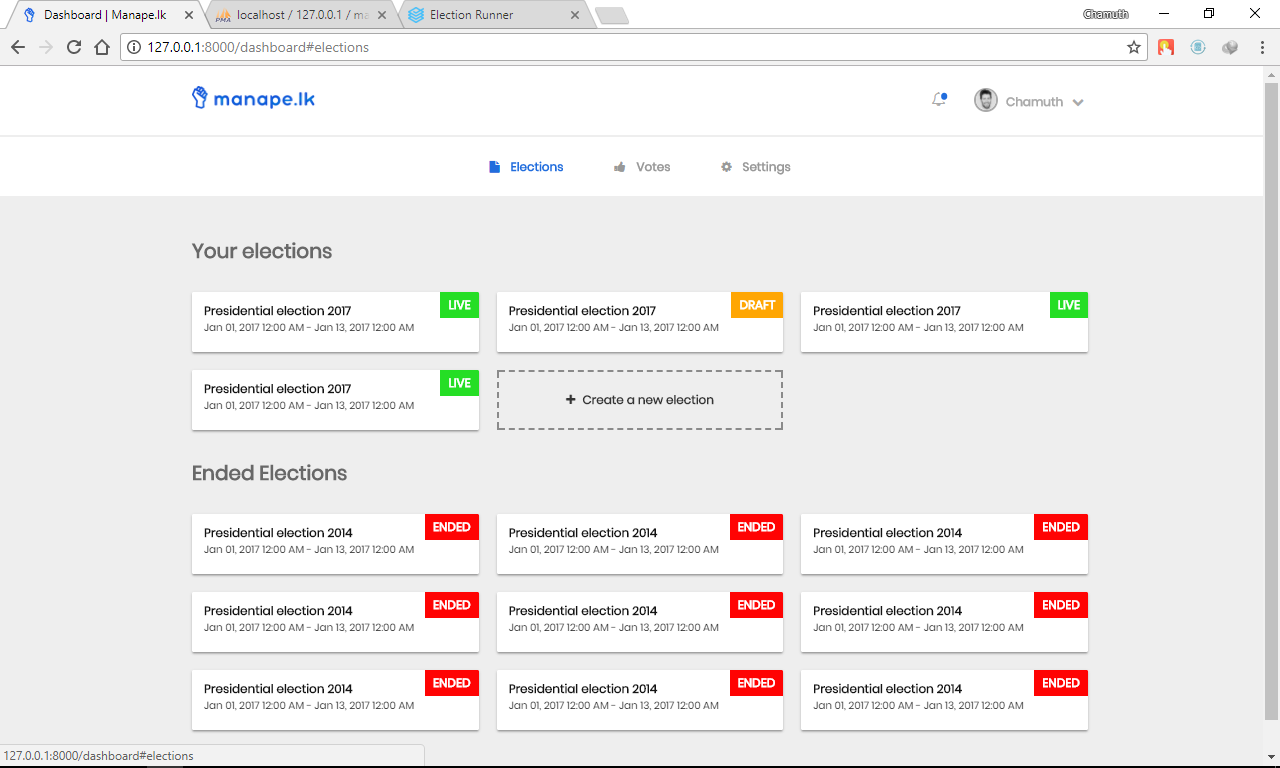 Dashboard | Manape.lk
localhost / 127.0.0.1 / ma
Election Runner
Chamuth
127.0.0.1:8000/dashboard#elections
manape.lk
Chamuth
Elections
Votes
Settings
Your elections
Presidential election 2017
LIVE
Jan 01, 2017 12:00 AM - Jan 13, 2017 12:00 AM
Presidential election 2017
DRAFT
Jan 01, 2017 12:00 AM - Jan 13, 2017 12:00 AM
Presidential election 2017
LIVE
Jan 01, 2017 12:00 AM - Jan 13, 2017 12:00 AM
Presidential election 2017
LIVE
Jan 01, 2017 12:00 AM - Jan 13, 2017 12:00 AM
+ Create a new election
Ended Elections
Presidential election 2014
ENDED
Jan 01, 2017 12:00 AM - Jan 13, 2017 12:00 AM
Presidential election 2014
ENDED
Jan 01, 2017 12:00 AM - Jan 13, 2017 12:00 AM
Presidential election 2014
ENDED
Jan 01, 2017 12:00 AM - Jan 13, 2017 12:00 AM
Presidential election 2014
ENDED
Jan 01, 2017 12:00 AM - Jan 13, 2017 12:00 AM
Presidential election 2014
ENDED
Jan 01, 2017 12:00 AM - Jan 13, 2017 12:00 AM
Presidential election 2014
ENDED
Jan 01, 2017 12:00 AM - Jan 13, 2017 12:00 AM
Presidential election 2014
ENDED
Jan 01, 2017 12:00 AM - Jan 13, 2017 12:00 AM
Presidential election 2014
ENDED
Jan 01, 2017 12:00 AM - Jan 13, 2017 12:00 AM
Presidential election 2014
ENDED
Jan 01, 2017 12:00 AM - Jan 13, 2017 12:00 AM
127.0.0.1:8000/dashboard#elections